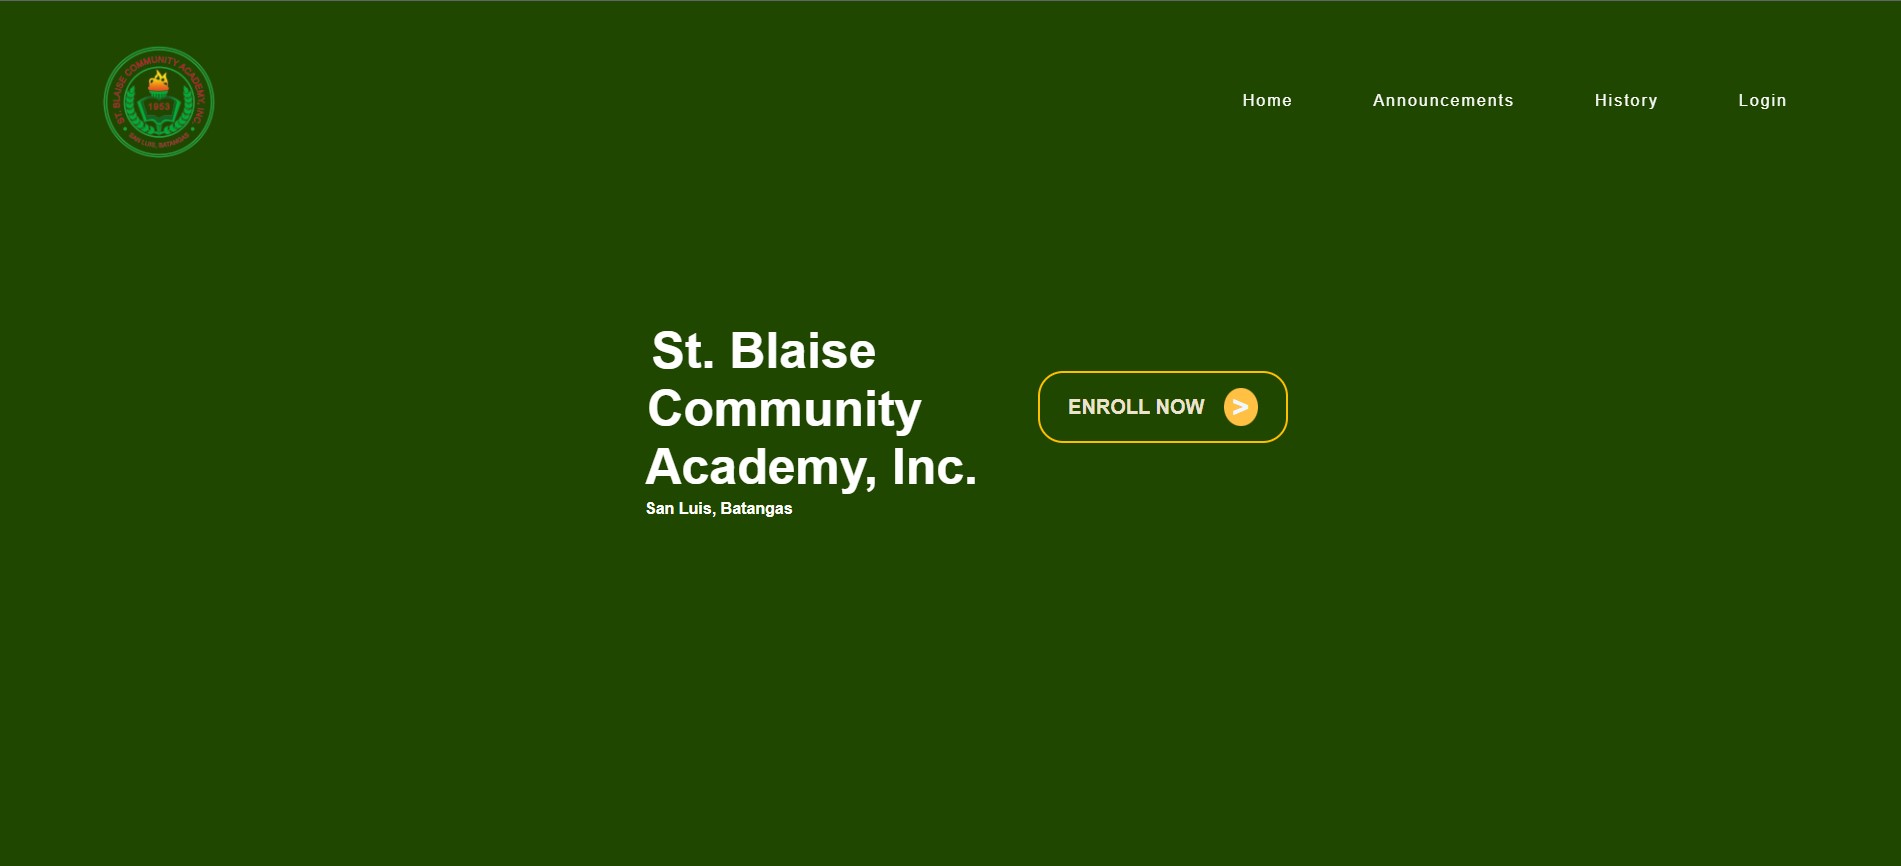 ST. BLAISE COMMUNITY ACADEMY, INC.
1953
SAN LUIS, BATANGAS
Home
Announcements
History
Login
St. Blaise
Community
Academy, Inc.
San Luis, Batangas
ENROLL NOW >